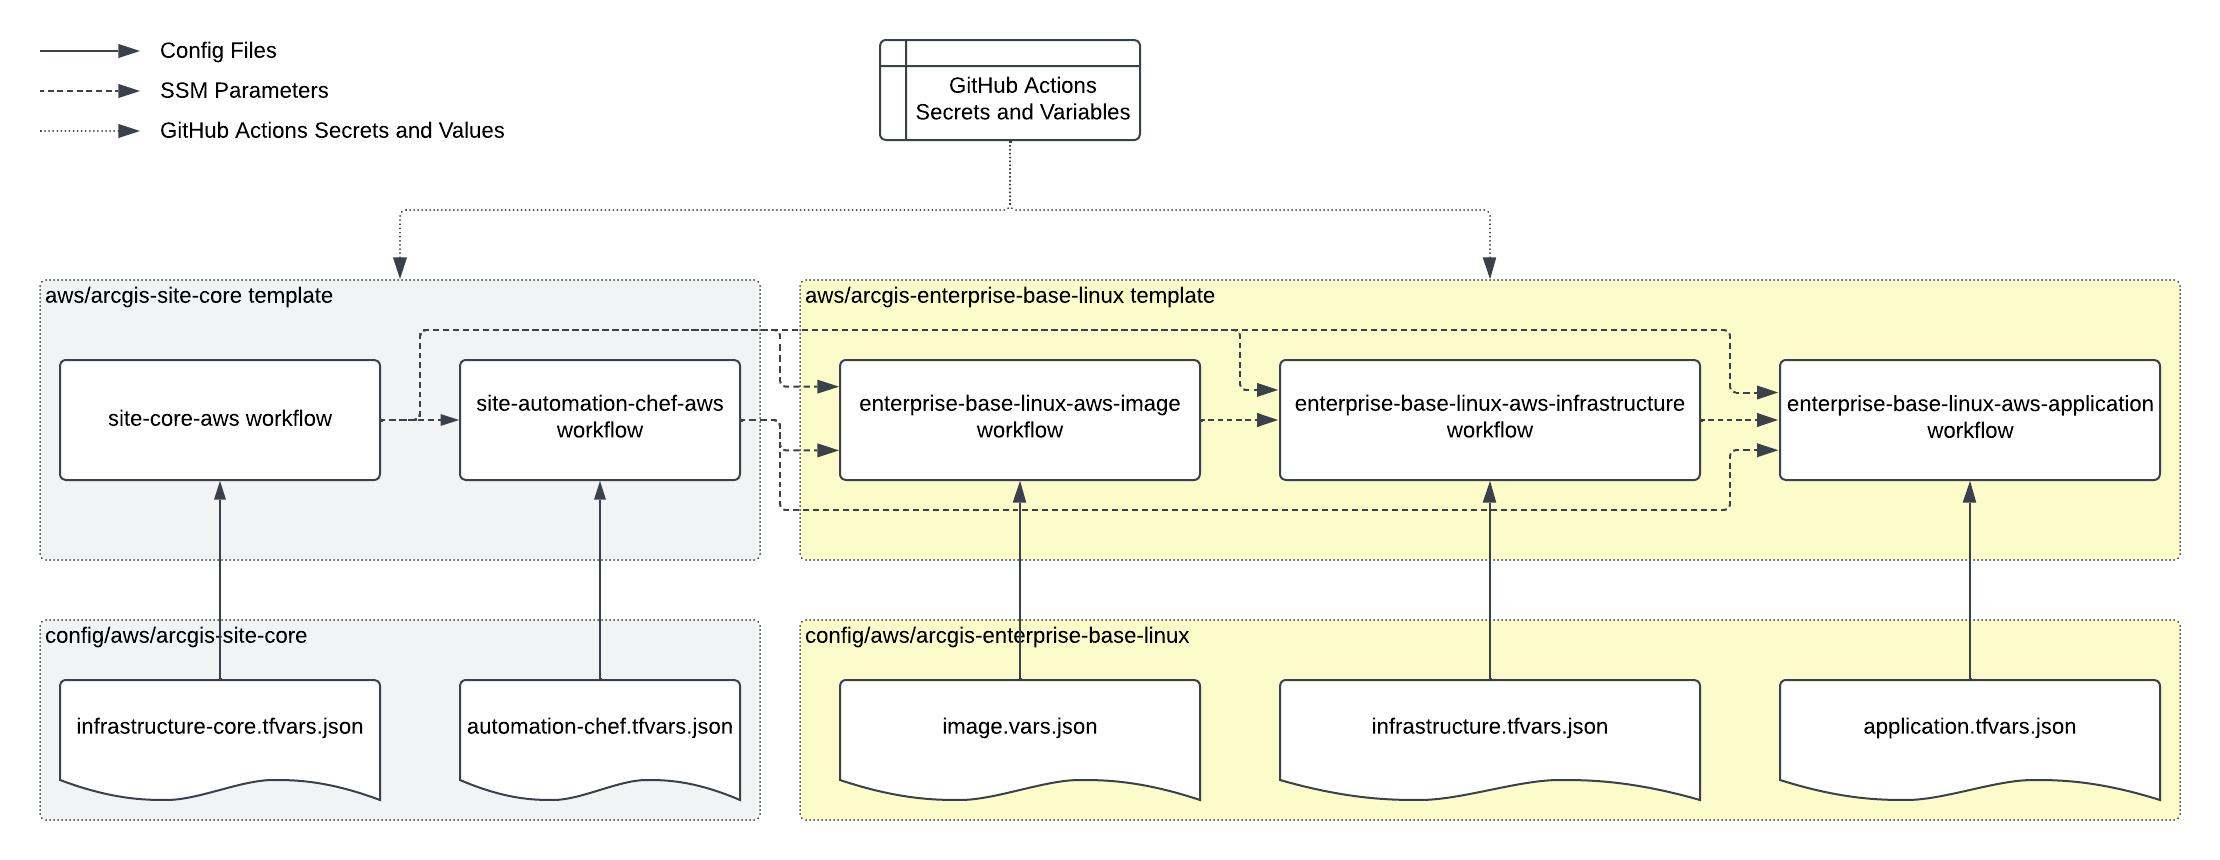 Config Files
SSM Parameters
GitHub Actions Secrets and Values
GitHub Actions
Secrets and Variables
aws/arcgis-site-core template
site-core-aws workflow
site-automation-chef-aws
workflow
aws/arcgis-enterprise-base-linux template
enterprise-base-linux-aws-image
workflow
enterprise-base-linux-aws-infrastructure
workflow
enterprise-base-linux-aws-application
workflow
config/aws/arcgis-site-core
infrastructure-core.tfvars.json
automation-chef.tfvars.json
config/aws/arcgis-enterprise-base-linux
image.vars.json
infrastructure.tfvars.json
application.tfvars.json